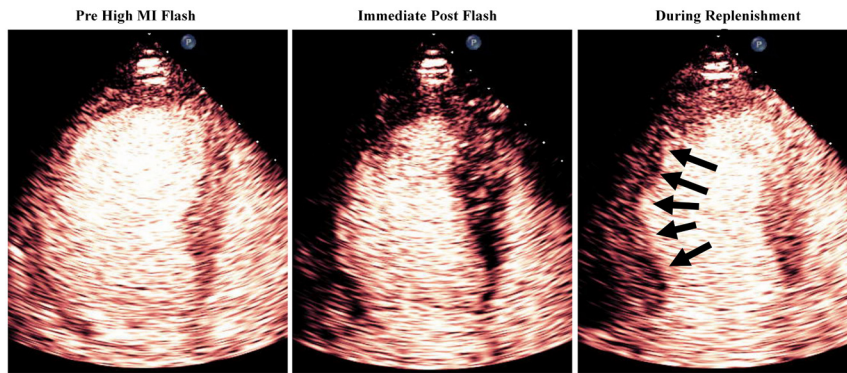 Pre High MI Flash
Immediate Post Flash
During Replenishment
P
P
P